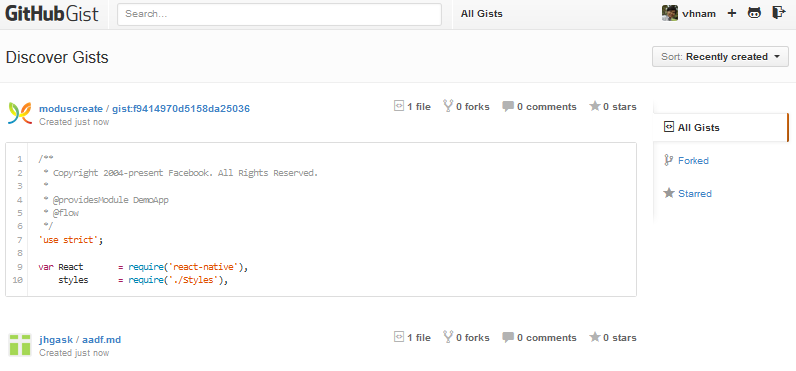 GitHub Gist Search... All Gists vhnam
Discover Gists Sort: Recently created
moduscreate / gist:f9414970d5158da25036 1 file 0 forks 0 comments 0 stars
Created just now
All Gists
Forked
Starred
1 /**
2 * Copyright 2004-present Facebook. All Rights Reserved.
3 *
4 * @providesModule DemoApp
5 * @flow
6 */
7 'use strict';
8
9 var React = require('react-native'),
10 styles = require('./Styles'),
jhgask / aadf.md 1 file 0 forks 0 comments 0 stars
Created just now